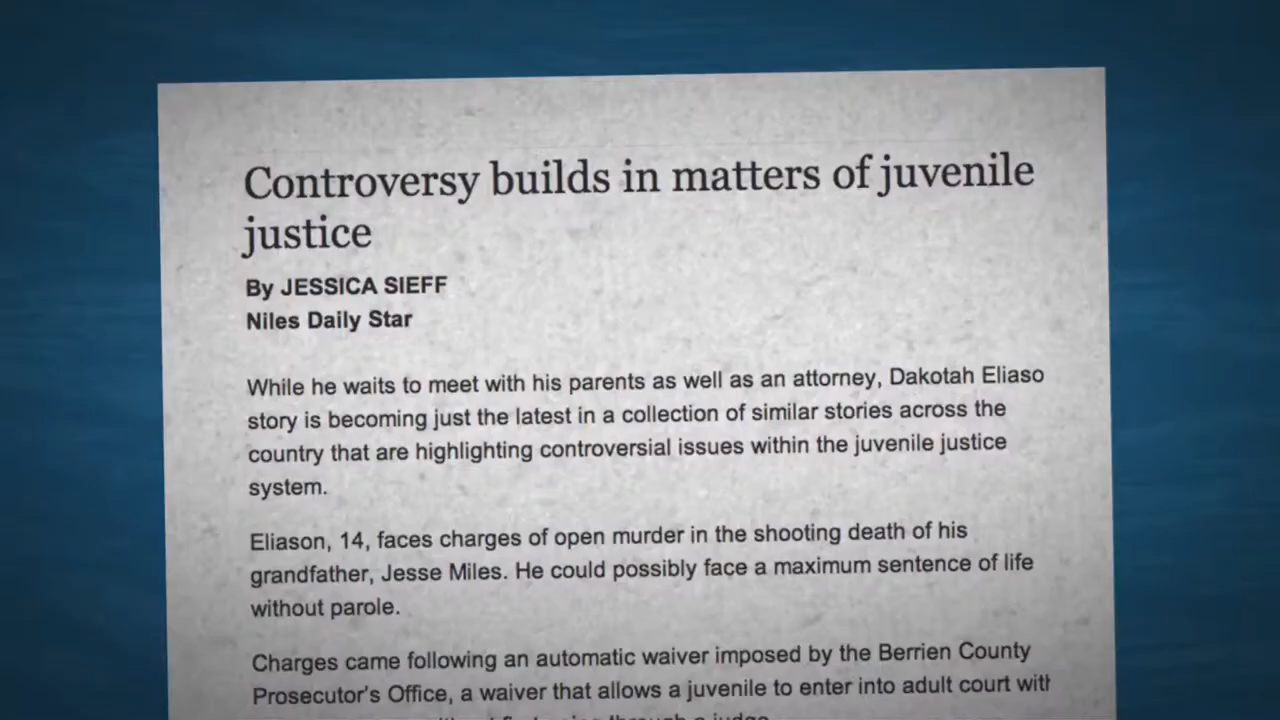 Controversy builds in matters of juvenile
justice
By JESSICA SIEFF
Niles Daily Star
While he waits to meet with his parents as well as an attorney, Dakotah Eliaso
story is becoming just the latest in a collection of similar stories across the
country that are highlighting controversial issues within the juvenile justice
system.
Eliason, 14, faces charges of open murder in the shooting death of his
grandfather, Jesse Miles. He could possibly face a maximum sentence of life
without parole.
Charges came following an automatic waiver imposed by the Berrien County
Prosecutor's Office, a waiver that allows a juvenile to enter into adult court with